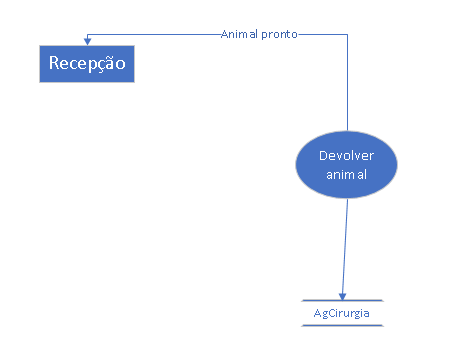 Animal pronto
Recepção
Devolver
animal
AgCirurgia